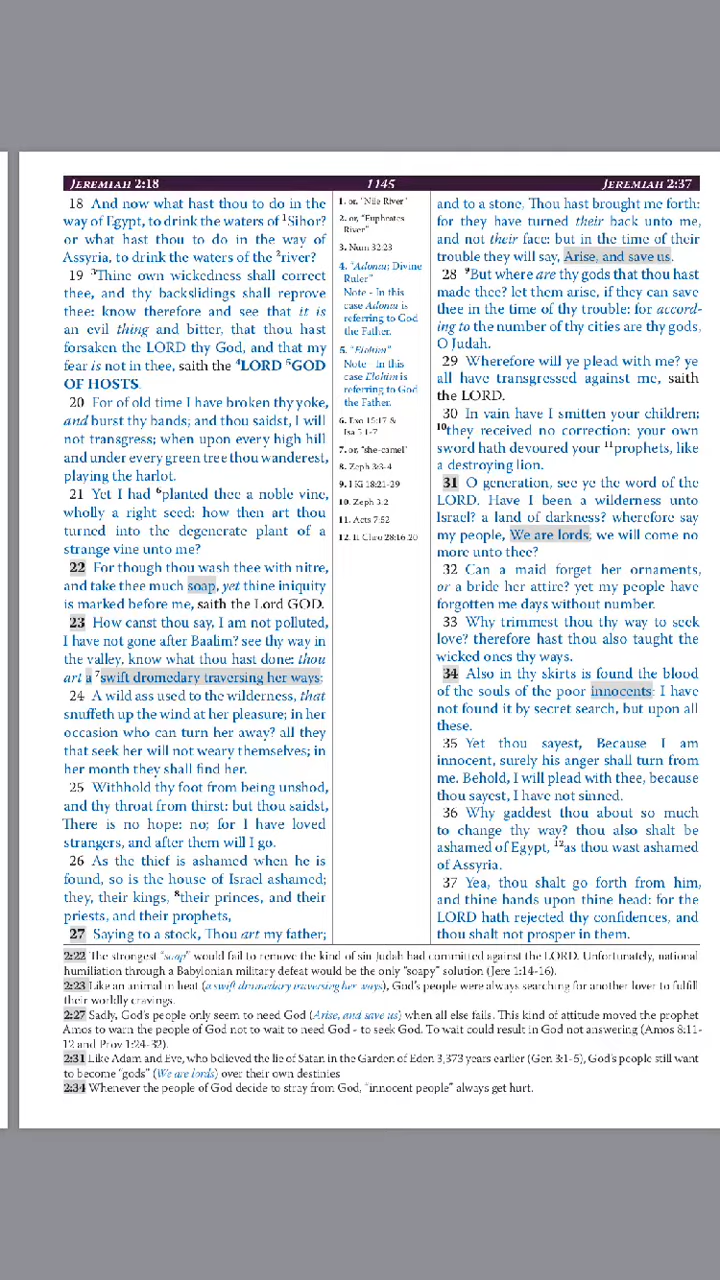 JEREMIAH 2:18 1145 JEREMIAH 2:37
18 And now what hast thou to do in the
way of Egypt, to drink the waters of ¹Sihor?
or what hast thou to do in the way of
Assyria, to drink the waters of the ²river?
19 ³Thine own wickedness shall correct
thee, and thy backslidings shall reprove
thee: know therefore and see that it is
an evil thing and bitter, that thou hast
forsaken the LORD thy God, and that my
fear is not in thee, saith the ⁴LORD ⁵GOD
OF HOSTS.
20 For of old time I have broken thy yoke,
and burst thy bands; and thou saidst, I will
not transgress; when upon every high hill
and under every green tree thou wanderest,
playing the harlot.
21 Yet I had ⁶planted thee a noble vine,
wholly a right seed: how then art thou
turned into the degenerate plant of a
strange vine unto me?
22 For though thou wash thee with nitre,
and take thee much soap, yet thine iniquity
is marked before me, saith the Lord GOD.
23 How canst thou say, I am not polluted,
I have not gone after Baalim? see thy way in
the valley, know what thou hast done: thou
art a ⁷swift dromedary traversing her ways;
24 A wild ass used to the wilderness, that
snuffeth up the wind at her pleasure; in her
occasion who can turn her away? all they
that seek her will not weary themselves; in
her month they shall find her.
25 Withhold thy foot from being unshod,
and thy throat from thirst: but thou saidst,
There is no hope: no; for I have loved
strangers, and after them will I go.
26 As the thief is ashamed when he is
found, so is the house of Israel ashamed;
they, their kings, ⁸their princes, and their
priests, and their prophets,
27 Saying to a stock, Thou art my father;
1. or, "Nile River"
2. or, "Euphrates
River"
3. Num 32:23
4. "Adonai; Divine
Ruler"
Note - In this
case Adonai is
referring to God
the Father.
5. "Elohim"
Note - in this
case Elohim is
referring to God
the Father.
6. Exo 15:17 &
Isa 5:1-7
7. or, "she-camel"
8. Zeph 3:3-4
9. I Ki 18:21-29
10. Zeph 3:2
11. Acts 7:52
12. II Chro 28:16,20
and to a stone, Thou hast brought me forth:
for they have turned their back unto me,
and not their face: but in the time of their
trouble they will say, Arise, and save us.
28 ⁹But where are thy gods that thou hast
made thee? let them arise, if they can save
thee in the time of thy trouble: for accord-
ing to the number of thy cities are thy gods,
O Judah.
29 Wherefore will ye plead with me? ye
all have transgressed against me, saith
the LORD.
30 In vain have I smitten your children;
¹⁰they received no correction: your own
sword hath devoured your ¹¹prophets, like
a destroying lion.
31 O generation, see ye the word of the
LORD. Have I been a wilderness unto
Israel? a land of darkness? wherefore say
my people, We are lords; we will come no
more unto thee?
32 Can a maid forget her ornaments,
or a bride her attire? yet my people have
forgotten me days without number.
33 Why trimmest thou thy way to seek
love? therefore hast thou also taught the
wicked ones thy ways.
34 Also in thy skirts is found the blood
of the souls of the poor innocents: I have
not found it by secret search, but upon all
these.
35 Yet thou sayest, Because I am
innocent, surely his anger shall turn from
me. Behold, I will plead with thee, because
thou sayest, I have not sinned.
36 Why gaddest thou about so much
to change thy way? thou also shalt be
ashamed of Egypt, ¹²as thou wast ashamed
of Assyria.
37 Yea, thou shalt go forth from him,
and thine hands upon thine head: for the
LORD hath rejected thy confidences, and
thou shalt not prosper in them.
2:22 The strongest "soap" would fail to remove the kind of sin Judah had committed against the LORD. Unfortunately, national
humiliation through a Babylonian military defeat would be the only "soapy" solution (Jere 1:14-16).
2:23 Like an animal in heat (a swift dromedary traversing her ways), God's people were always searching for another lover to fulfill
their worldly cravings.
2:27 Sadly, God's people only seem to need God (Arise, and save us) when all else fails. This kind of attitude moved the prophet
Amos to warn the people of God not to wait to need God - to seek God. To wait could result in God not answering (Amos 8:11-
12 and Prov 1:24-32).
2:31 Like Adam and Eve, who believed the lie of Satan in the Garden of Eden 3,373 years earlier (Gen 3:1-5), God's people still want
to become "gods" (We are lords) over their own destinies
2:34 Whenever the people of God decide to stray from God, "innocent people" always get hurt.